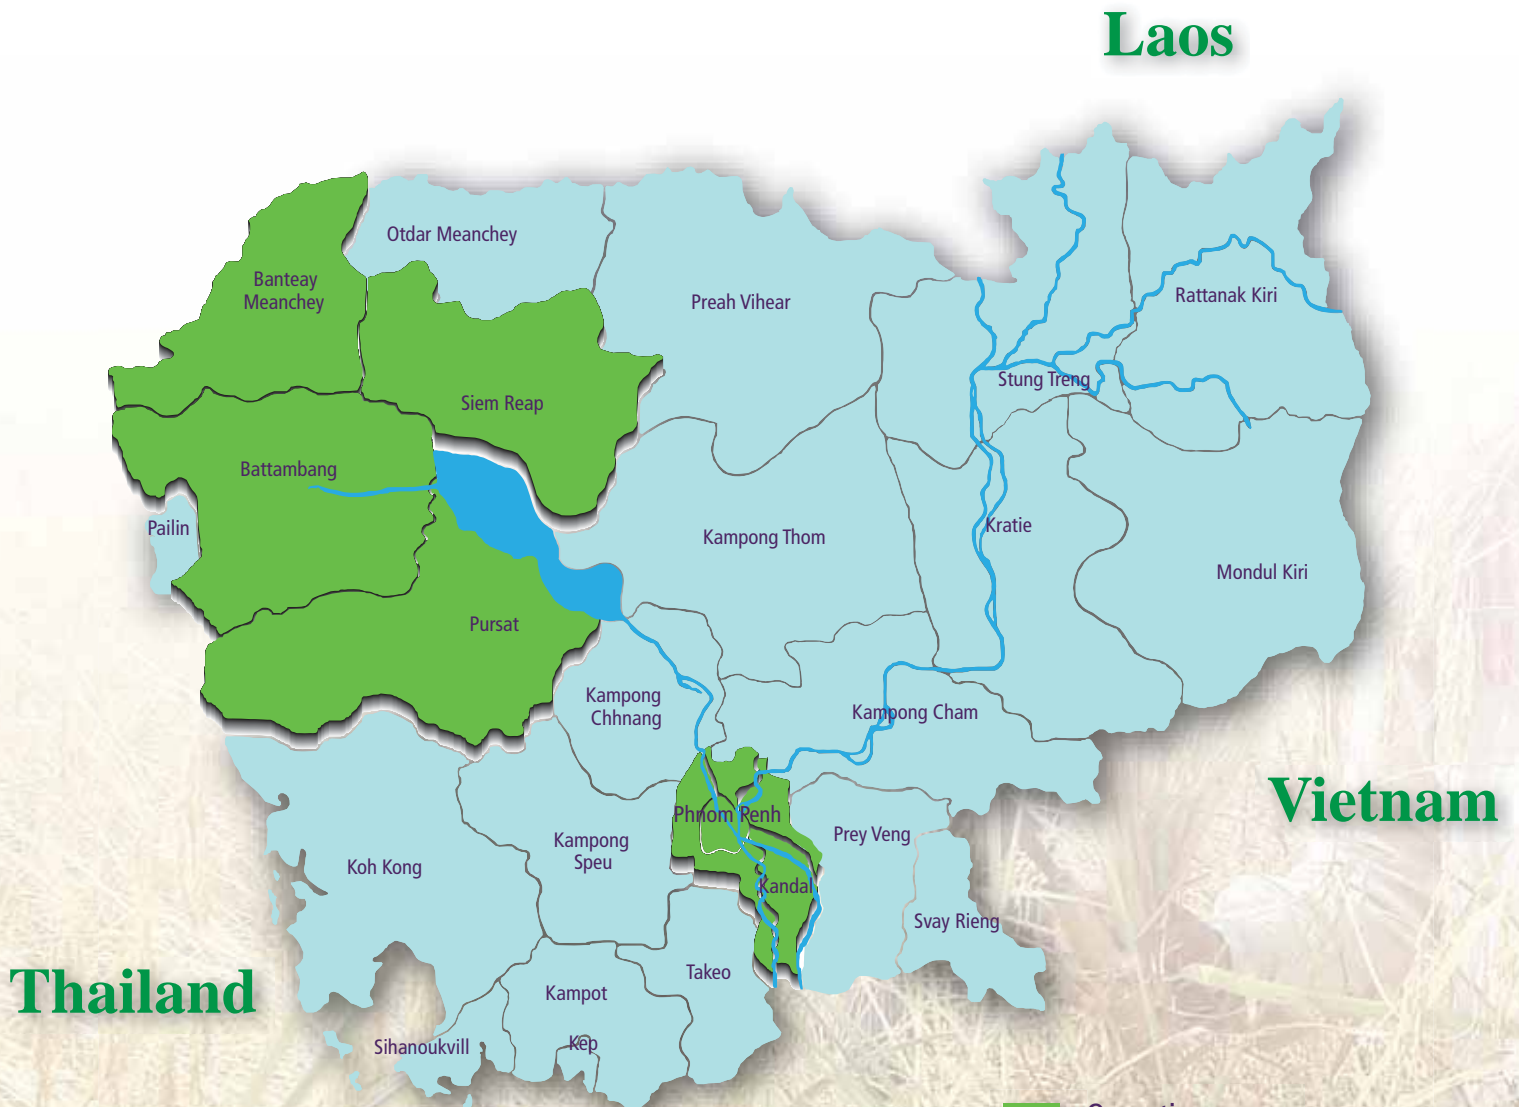 Laos
Otdar Meanchey
Banteay
Meanchey
Preah Vihear
Rattanak Kiri
Stung Treng
Siem Reap
Battambang
Pailin
Kampong Thom
Kratie
Mondul Kiri
Pursat
Kampong
Chhnang
Kampong Cham
Vietnam
Phnom Penh
Prey Veng
Kampong
Speu
Koh Kong
Kandal
Svay Rieng
Thailand
Takeo
Kampot
Sihanoukvill
Kep